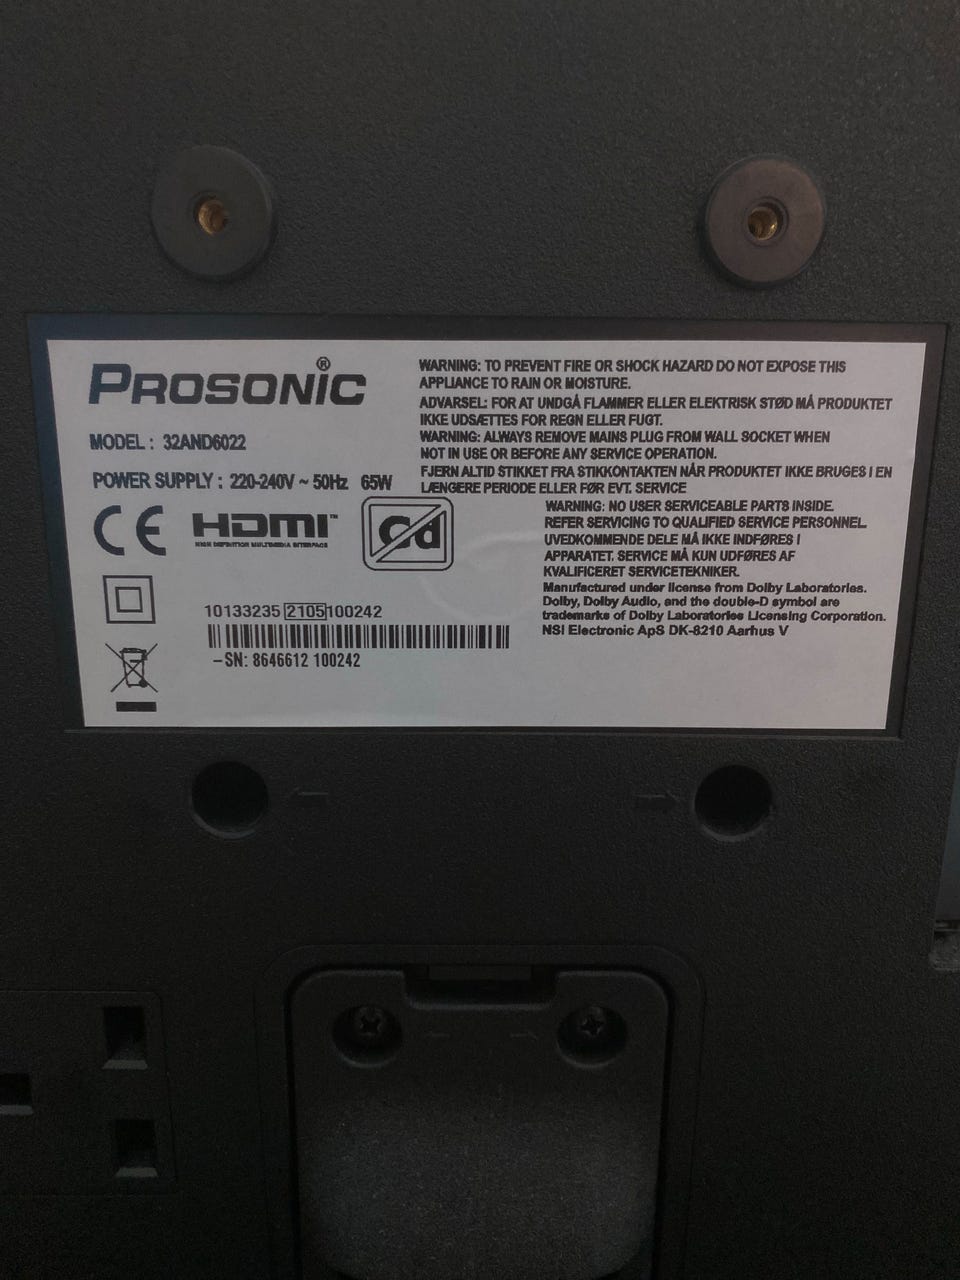 PROSONIC®
MODEL : 32AND6022
POWER SUPPLY : 220-240V ~ 50Hz 65W
CE HDMI™ Cd
HIGH DEFINITION MULTIMEDIA INTERFACE
10133235 2105 100242
–SN: 8646612 100242
WARNING: TO PREVENT FIRE OR SHOCK HAZARD DO NOT EXPOSE THIS
APPLIANCE TO RAIN OR MOISTURE.
ADVARSEL: FOR AT UNDGÅ FLAMMER ELLER ELEKTRISK STØD MÅ PRODUKTET
IKKE UDSÆTTES FOR REGN ELLER FUGT.
WARNING: ALWAYS REMOVE MAINS PLUG FROM WALL SOCKET WHEN
NOT IN USE OR BEFORE ANY SERVICE OPERATION.
FJERN ALTID STIKKET FRA STIKKONTAKTEN NÅR PRODUKTET IKKE BRUGES I EN
LÆNGERE PERIODE ELLER FØR EVT. SERVICE
WARNING: NO USER SERVICEABLE PARTS INSIDE.
REFER SERVICING TO QUALIFIED SERVICE PERSONNEL.
UVEDKOMMENDE DELE MÅ IKKE INDFØRES I
APPARATET. SERVICE MÅ KUN UDFØRES AF
KVALIFICERET SERVICETEKNIKER.
Manufactured under license from Dolby Laboratories.
Dolby, Dolby Audio, and the double-D symbol are
trademarks of Dolby Laboratories Licensing Corporation.
NSI Electronic ApS DK-8210 Aarhus V